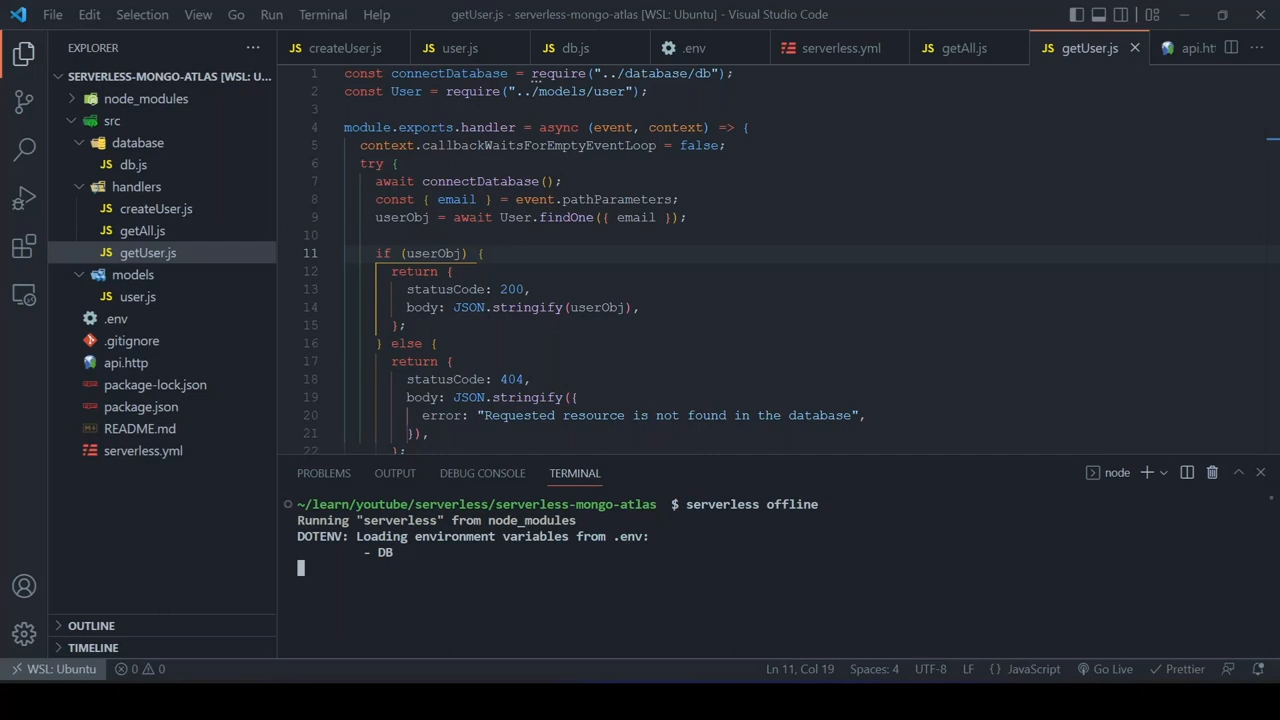 File Edit Selection View Go Run Terminal Help getUser.js - serverless-mongo-atlas [WSL: Ubuntu] - Visual Studio Code
EXPLORER
createUser.js user.js db.js .env serverless.yml getAll.js getUser.js api.ht
SERVERLESS-MONGO-ATLAS [WSL: U...
node_modules
src
database
db.js
handlers
createUser.js
getAll.js
getUser.js
models
user.js
.env
.gitignore
api.http
package-lock.json
package.json
README.md
serverless.yml
OUTLINE
TIMELINE
1 const connectDatabase = require("../database/db");
2 const User = require("../models/user");
3
4 module.exports.handler = async (event, context) => {
5 context.callbackWaitsForEmptyEventLoop = false;
6 try {
7 await connectDatabase();
8 const { email } = event.pathParameters;
9 userObj = await User.findOne({ email });
10
11 if (userObj) {
12 return {
13 statusCode: 200,
14 body: JSON.stringify(userObj),
15 };
16 } else {
17 return {
18 statusCode: 404,
19 body: JSON.stringify({
20 error: "Requested resource is not found in the database",
21 }),
22 };
PROBLEMS OUTPUT DEBUG CONSOLE TERMINAL node
~/learn/youtube/serverless/serverless-mongo-atlas $ serverless offline
Running "serverless" from node_modules
DOTENV: Loading environment variables from .env:
- DB
WSL: Ubuntu 0 0 Ln 11, Col 19 Spaces: 4 UTF-8 LF {} JavaScript Go Live Prettier